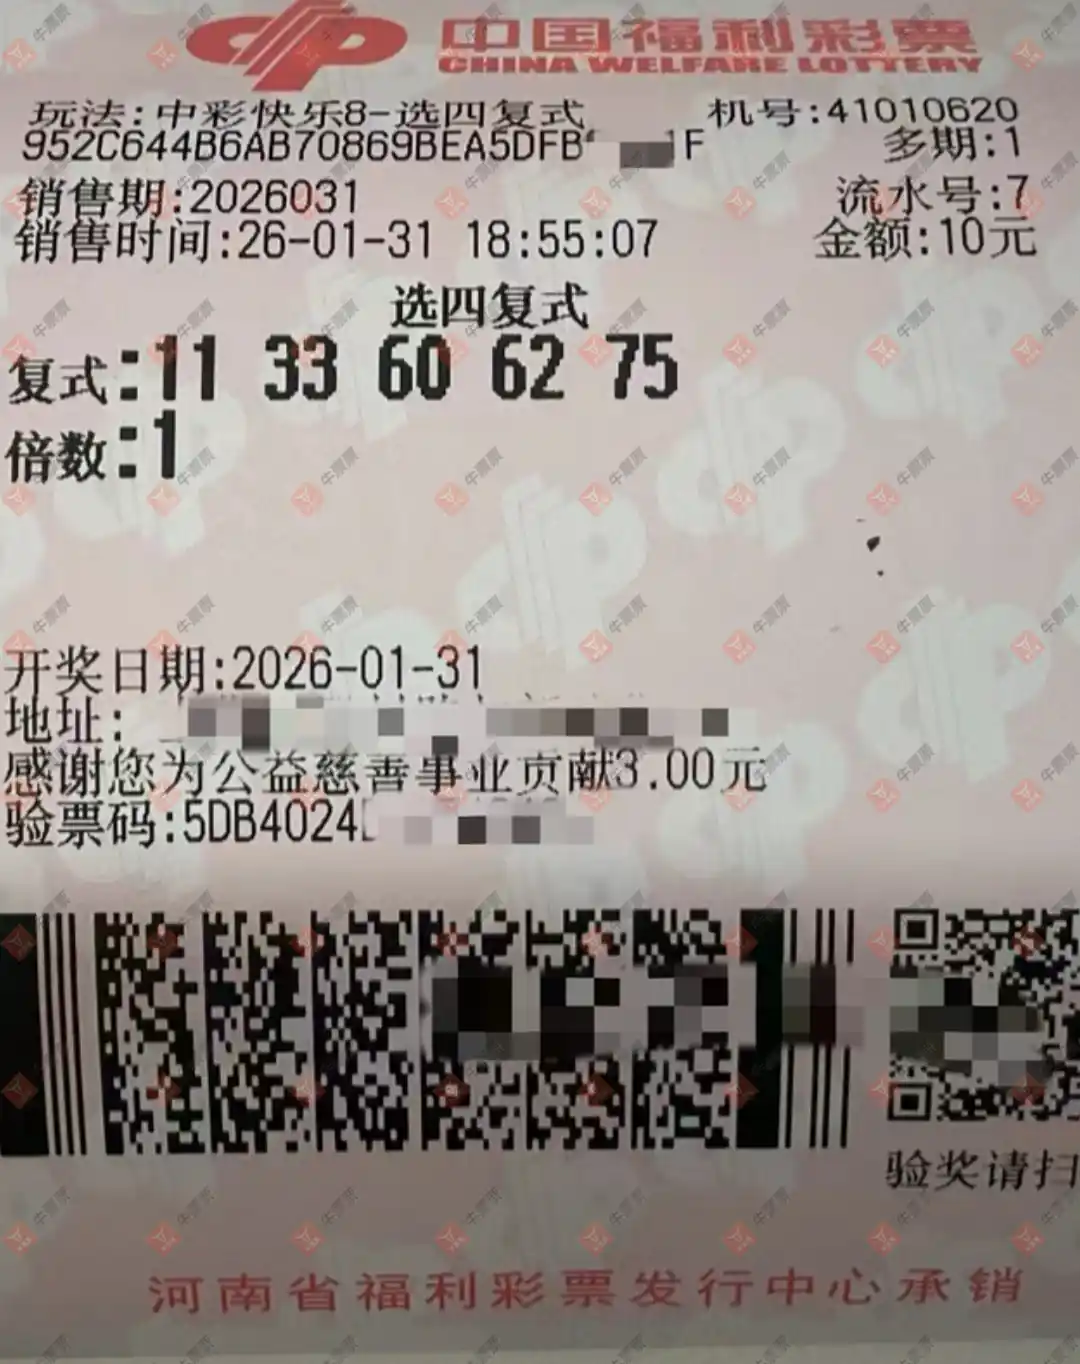 中国福利彩票
CHINA WELFARE LOTTERY
玩法:中彩快乐8-选四复式 机号:41010620
952C644B6AB70869BEA5DFB 1F 多期:1
销售期:2026031 流水号:7
销售时间:26-01-31 18:55:07 金额:10元
选四复式
复式:11 33 60 62 75
倍数:1
开奖日期:2026-01-31
地址:
感谢您为公益慈善事业贡献3.00元
验票码:5DB4024
验奖请扫
河南省福利彩票发行中心承销
牛票票